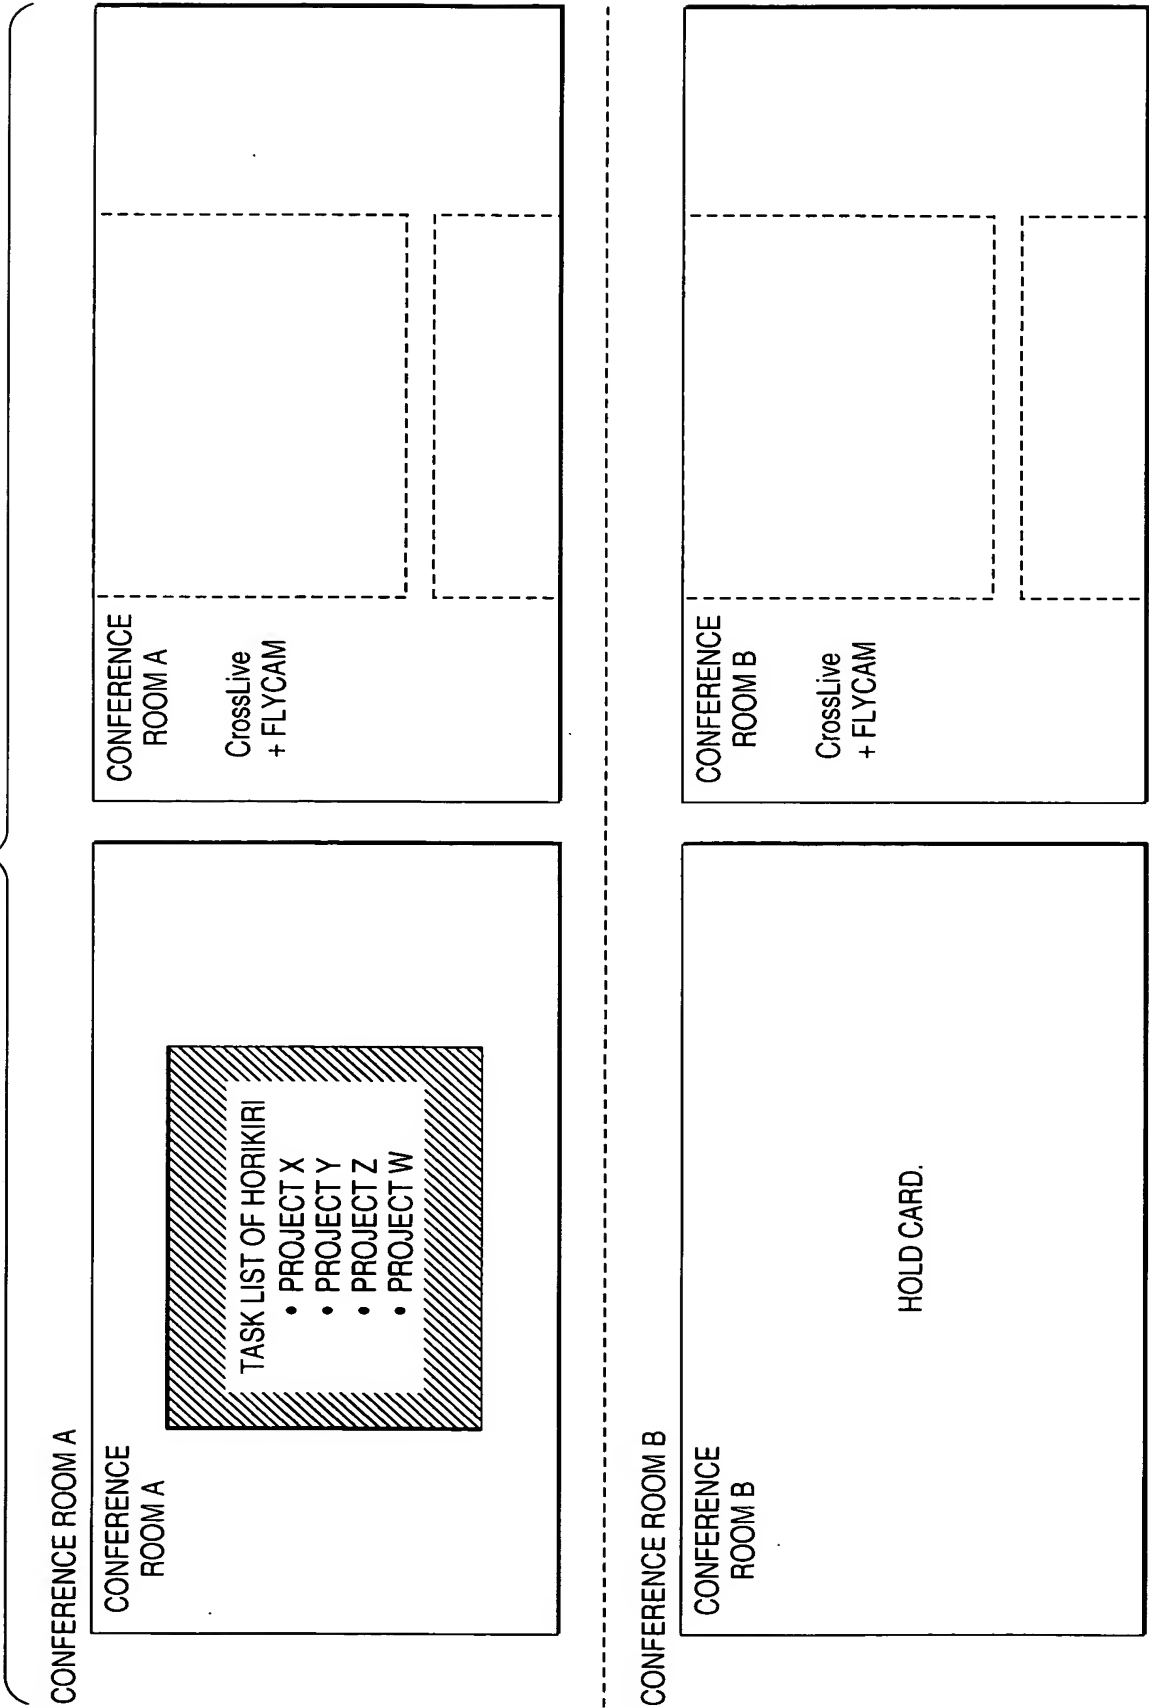 CONFERENCE ROOM A
CONFERENCE
ROOM A
TASK LIST OF HORIKIRI
• PROJECT X
• PROJECT Y
• PROJECT Z
• PROJECT W
CONFERENCE
ROOM A
CrossLive
+ FLYCAM
CONFERENCE ROOM B
CONFERENCE
ROOM B
HOLD CARD.
CONFERENCE
ROOM B
CrossLive
+ FLYCAM